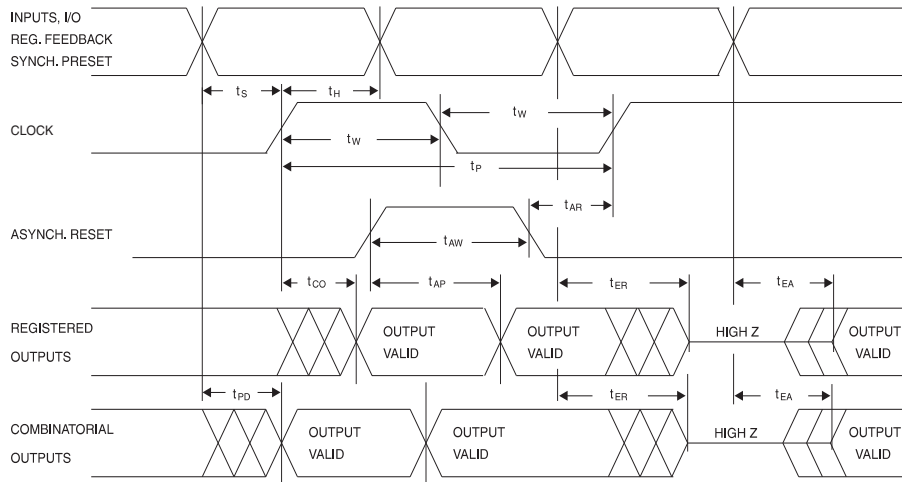 INPUTS, I/O
REG. FEEDBACK
SYNCH. PRESET
tS tH
CLOCK
tW
tW
tP
tAR
ASYNCH. RESET
tAW
tCO tAP tER tEA
REGISTERED
OUTPUTS
OUTPUT
VALID
OUTPUT
VALID
HIGH Z
OUTPUT
VALID
tPD tER tEA
COMBINATORIAL
OUTPUTS
OUTPUT
VALID
OUTPUT
VALID
HIGH Z
OUTPUT
VALID